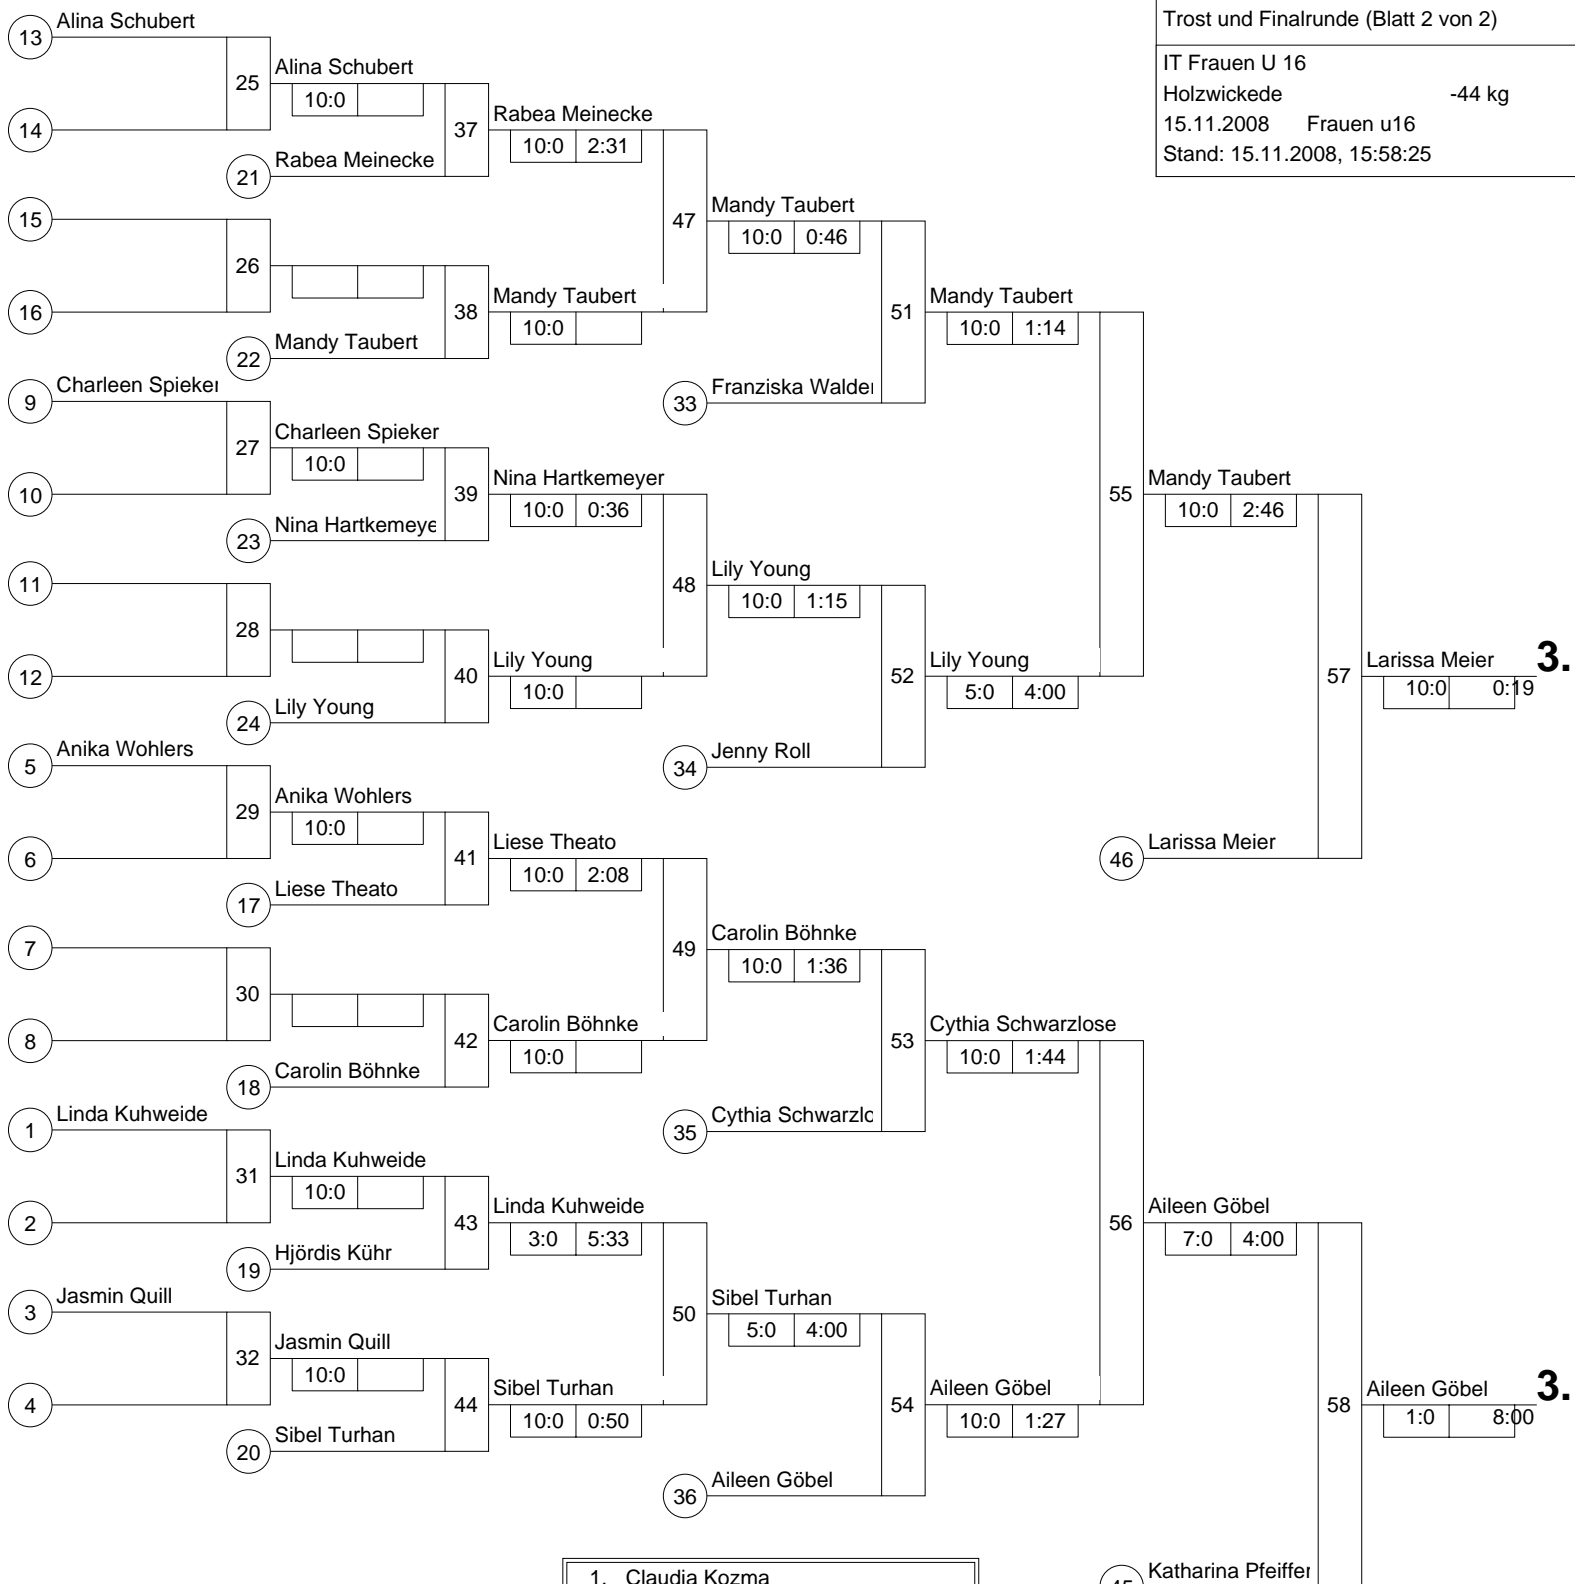 Trost und Finalrunde (Blatt 2 von 2)
IT Frauen U 16
Holzwickede -44 kg
15.11.2008 Frauen u16
Stand: 15.11.2008, 15:58:25
13 Alina Schubert
14
25 Alina Schubert
10:0
21 Rabea Meinecke
37 Rabea Meinecke
10:0 2:31
15
16
26
22 Mandy Taubert
38 Mandy Taubert
10:0
47 Mandy Taubert
10:0 0:46
33 Franziska Walder
51 Mandy Taubert
10:0 1:14
9 Charleen Spieker
10
27 Charleen Spieker
10:0
23 Nina Hartkemeye
39 Nina Hartkemeyer
10:0 0:36
11
12
28
24 Lily Young
40 Lily Young
10:0
48 Lily Young
10:0 1:15
34 Jenny Roll
52 Lily Young
5:0 4:00
55 Mandy Taubert
10:0 2:46
46 Larissa Meier
57 Larissa Meier 3.
10:0 0:19
5 Anika Wohlers
6
29 Anika Wohlers
10:0
17 Liese Theato
41 Liese Theato
10:0 2:08
7
8
30
18 Carolin Böhnke
42 Carolin Böhnke
10:0
49 Carolin Böhnke
10:0 1:36
35 Cythia Schwarzlo
53 Cythia Schwarzlose
10:0 1:44
1 Linda Kuhweide
2
31 Linda Kuhweide
10:0
19 Hjördis Kühr
43 Linda Kuhweide
3:0 5:33
3 Jasmin Quill
4
32 Jasmin Quill
10:0
20 Sibel Turhan
44 Sibel Turhan
10:0 0:50
50 Sibel Turhan
5:0 4:00
36 Aileen Göbel
54 Aileen Göbel
10:0 1:27
56 Aileen Göbel
7:0 4:00
45 Katharina Pfeiffer
58 Aileen Göbel 3.
1:0 8:00
1. Claudia Kozma